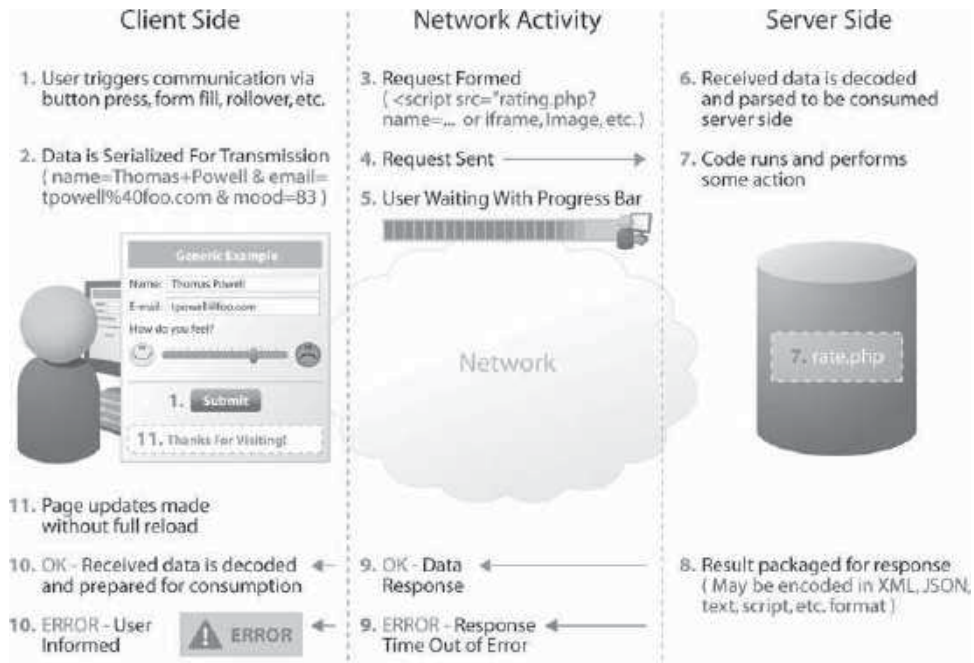 Client Side
1. User triggers communication via
button press, form fill, rollover, etc.
2. Data is Serialized For Transmission
( name=Thomas+Powell & email=
tpowell%40foo.com & mood=83 )
Generic Example
Name: Thomas Powell
E-mail: tpowell@foo.com
How do you feel?
1. Submit
11. Thanks For Visiting!
11. Page updates made
without full reload
10. OK - Received data is decoded
and prepared for consumption
10. ERROR - User
Informed
ERROR
Network Activity
3. Request Formed
( <script src="rating.php?
name=... or iframe, Image, etc. )
4. Request Sent
5. User Waiting With Progress Bar
Network
9. OK - Data
Response
9. ERROR - Response
Time Out of Error
Server Side
6. Received data is decoded
and parsed to be consumed
server side
7. Code runs and performs
some action
7. rate.php
8. Result packaged for response
( May be encoded in XML, JSON,
text, script, etc. format )